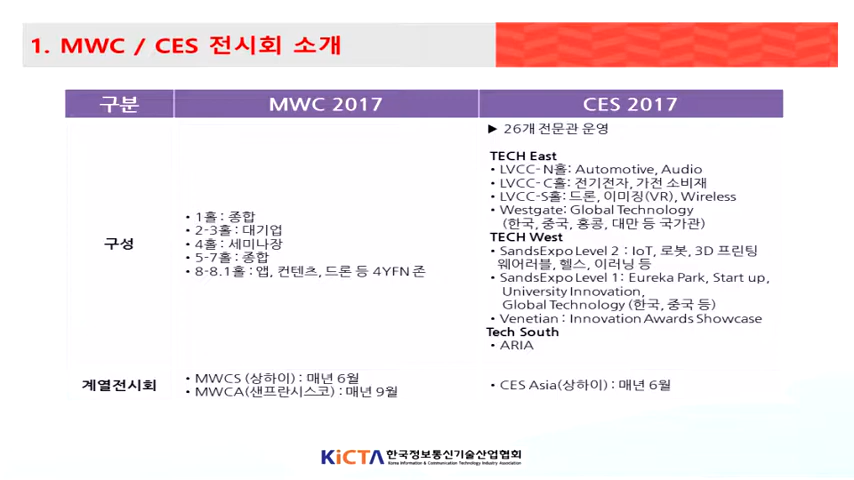 1. MWC / CES 전시회 소개
구분
MWC 2017
CES 2017
구성
• 1홀 : 종합
• 2-3홀 : 대기업
• 4홀 : 세미나장
• 5-7홀 : 종합
• 8-8.1홀 : 앱, 컨텐츠, 드론 등 4YFN 존
► 26개 전문관 운영
TECH East
• LVCC-N홀: Automotive, Audio
• LVCC-C홀: 전기전자, 가전 소비재
• LVCC-S홀: 드론, 이미징(VR), Wireless
• Westgate: Global Technology
(한국, 중국, 홍콩, 대만 등 국가관)
TECH West
• SandsExpo Level 2 : IoT, 로봇, 3D 프린팅
웨어러블, 헬스, 이러닝 등
• SandsExpo Level 1: Eureka Park, Start up,
University Innovation,
Global Technology (한국, 중국 등)
• Venetian : Innovation Awards Showcase
Tech South
• ARIA
계열전시회
• MWCS (상하이) : 매년 6월
• MWCA(샌프란시스코) : 매년 9월
• CES Asia(상하이) : 매년 6월
KiCTA 한국정보통신기술산업협회
Korea Information & Communication Technology Industry Association